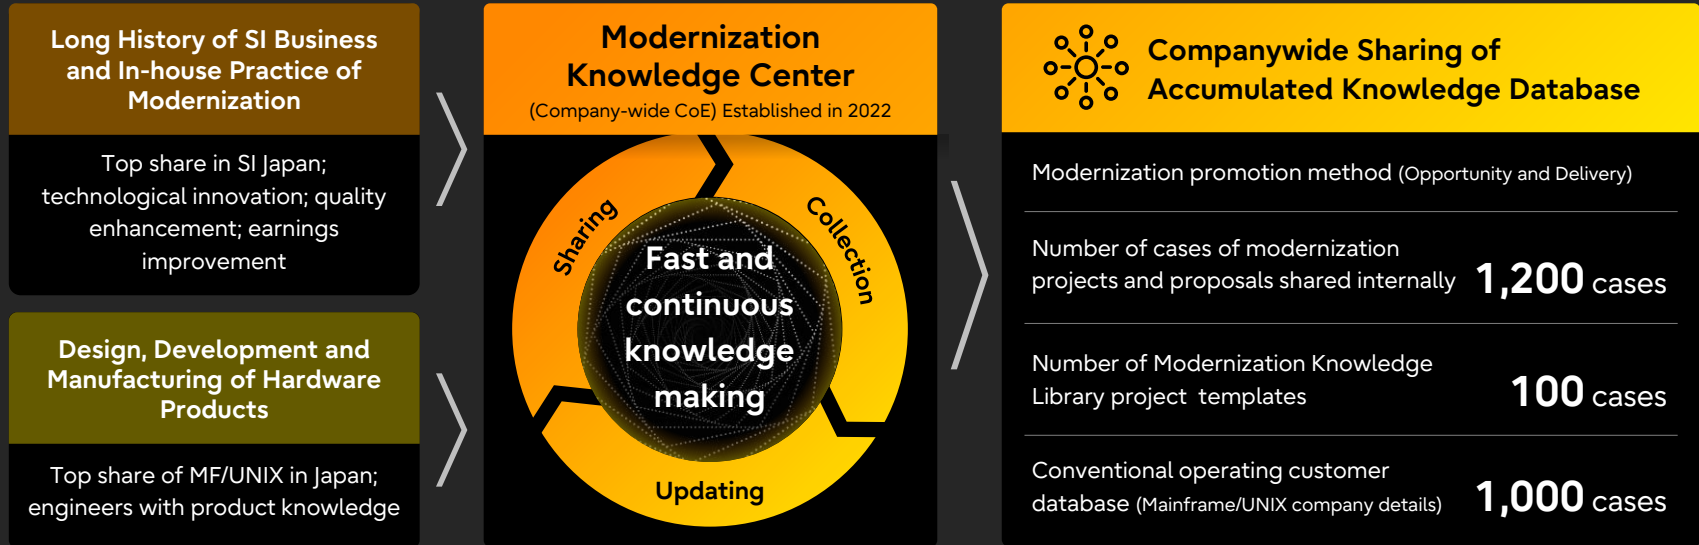 Long History of SI Business
and In-house Practice of
Modernization
Top share in SI Japan;
technological innovation; quality
enhancement; earnings
improvement
Design, Development and
Manufacturing of Hardware
Products
Top share of MF/UNIX in Japan;
engineers with product knowledge
Modernization
Knowledge Center
(Company-wide CoE) Established in 2022
Sharing
Collection
Updating
Fast and
continuous
knowledge
making
Companywide Sharing of
Accumulated Knowledge Database
Modernization promotion method (Opportunity and Delivery)
Number of cases of modernization
projects and proposals shared internally 1,200 cases
Number of Modernization Knowledge
Library project templates 100 cases
Conventional operating customer
database (Mainframe/UNIX company details) 1,000 cases